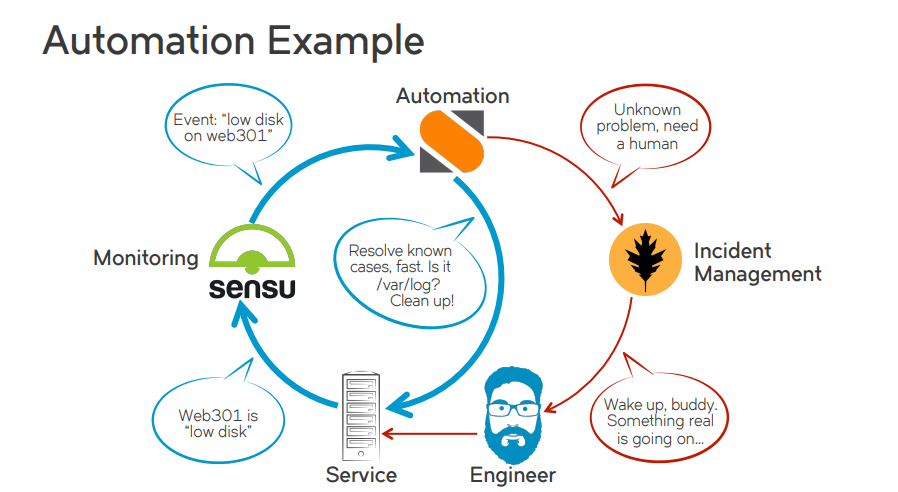 Automation Example
Automation
Event: “low disk
on web301”
Unknown
problem, need
a human
Monitoring
sensu
Resolve known
cases, fast. Is it
/var/log?
Clean up!
Incident
Management
Web301 is
“low disk”
Wake up, buddy.
Something real
is going on...
Service
Engineer